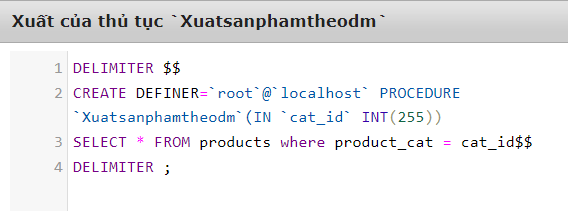 Xuất của thủ tục `Xuatsanphamtheodm`
1 DELIMITER $$
2 CREATE DEFINER=`root`@`localhost` PROCEDURE
`Xuatsanphamtheodm`(IN `cat_id` INT(255))
3 SELECT * FROM products where product_cat = cat_id$$
4 DELIMITER ;